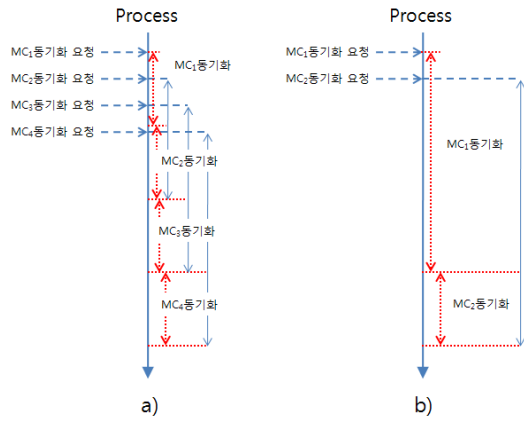 Process
MC₁동기화 요청
MC₂동기화 요청
MC₃동기화 요청
MC₄동기화 요청
MC₁동기화
MC₂동기화
MC₃동기화
MC₄동기화
a)
Process
MC₁동기화 요청
MC₂동기화 요청
MC₁동기화
MC₂동기화
b)